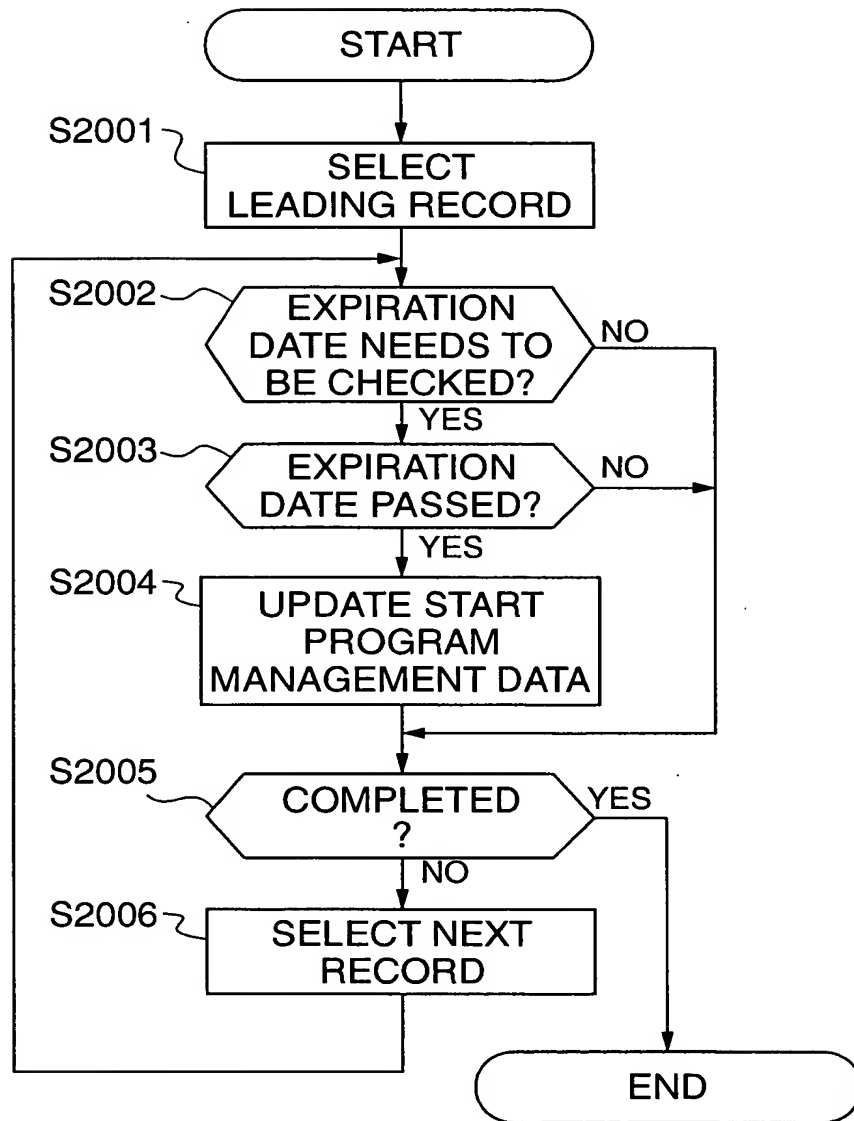 START
S2001
SELECT
LEADING RECORD
S2002
EXPIRATION
DATE NEEDS TO
BE CHECKED?
NO
YES
S2003
EXPIRATION
DATE PASSED?
NO
YES
S2004
UPDATE START
PROGRAM
MANAGEMENT DATA
S2005
COMPLETED
?
YES
NO
S2006
SELECT NEXT
RECORD
END